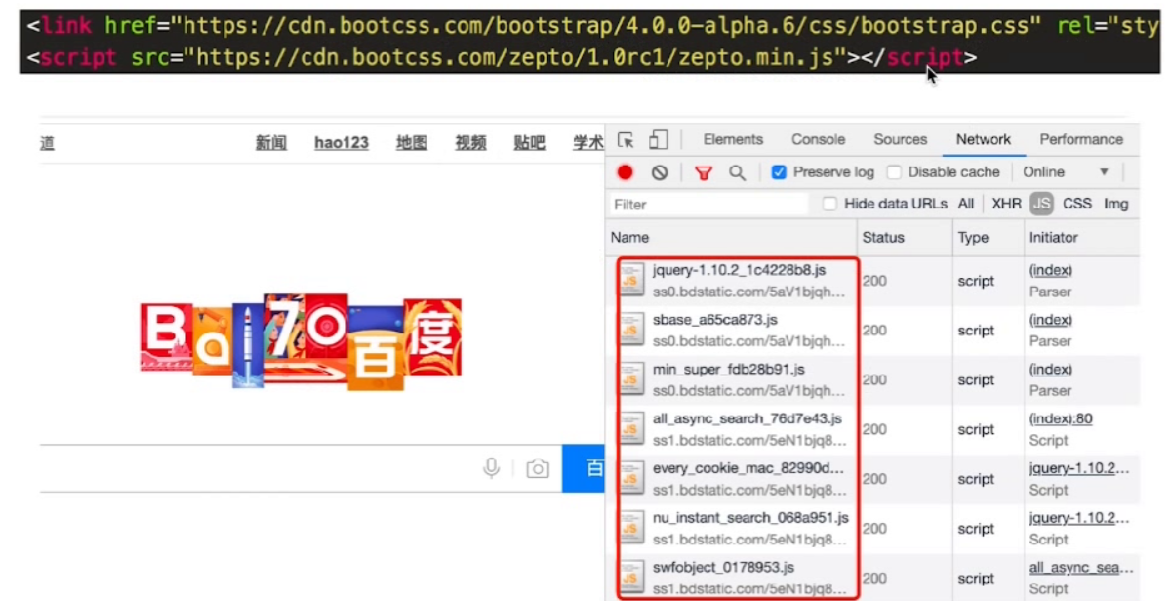 <link href="https://cdn.bootcss.com/bootstrap/4.0.0-alpha.6/css/bootstrap.css" rel="sty
<script src="https://cdn.bootcss.com/zepto/1.0rc1/zepto.min.js"></script>
道 新闻 hao123 地图 视频 贴吧 学术
Elements Console Sources Network Performance
Preserve log Disable cache Online
Filter Hide data URLs All XHR JS CSS Img
Name Status Type Initiator
jquery-1.10.2_1c4228b8.js 200 script (index)
ss0.bdstatic.com/5aV1bjqh... Parser
sbase_a65ca873.js 200 script (index)
ss0.bdstatic.com/5aV1bjqh... Parser
min_super_fdb28b91.js 200 script (index)
ss0.bdstatic.com/5aV1bjqh... Parser
all_async_search_76d7e43.js 200 script (index):80
ss1.bdstatic.com/5eN1bjq8... Script
every_cookie_mac_82990d... 200 script jquery-1.10.2...
ss1.bdstatic.com/5eN1bjq8... Script
nu_instant_search_068a951.js 200 script jquery-1.10.2...
ss1.bdstatic.com/5eN1bjq8... Script
swfobject_0178953.js 200 script all_async_sea...
ss1.bdstatic.com/5eN1bjq8... Script
Bai70百度
百